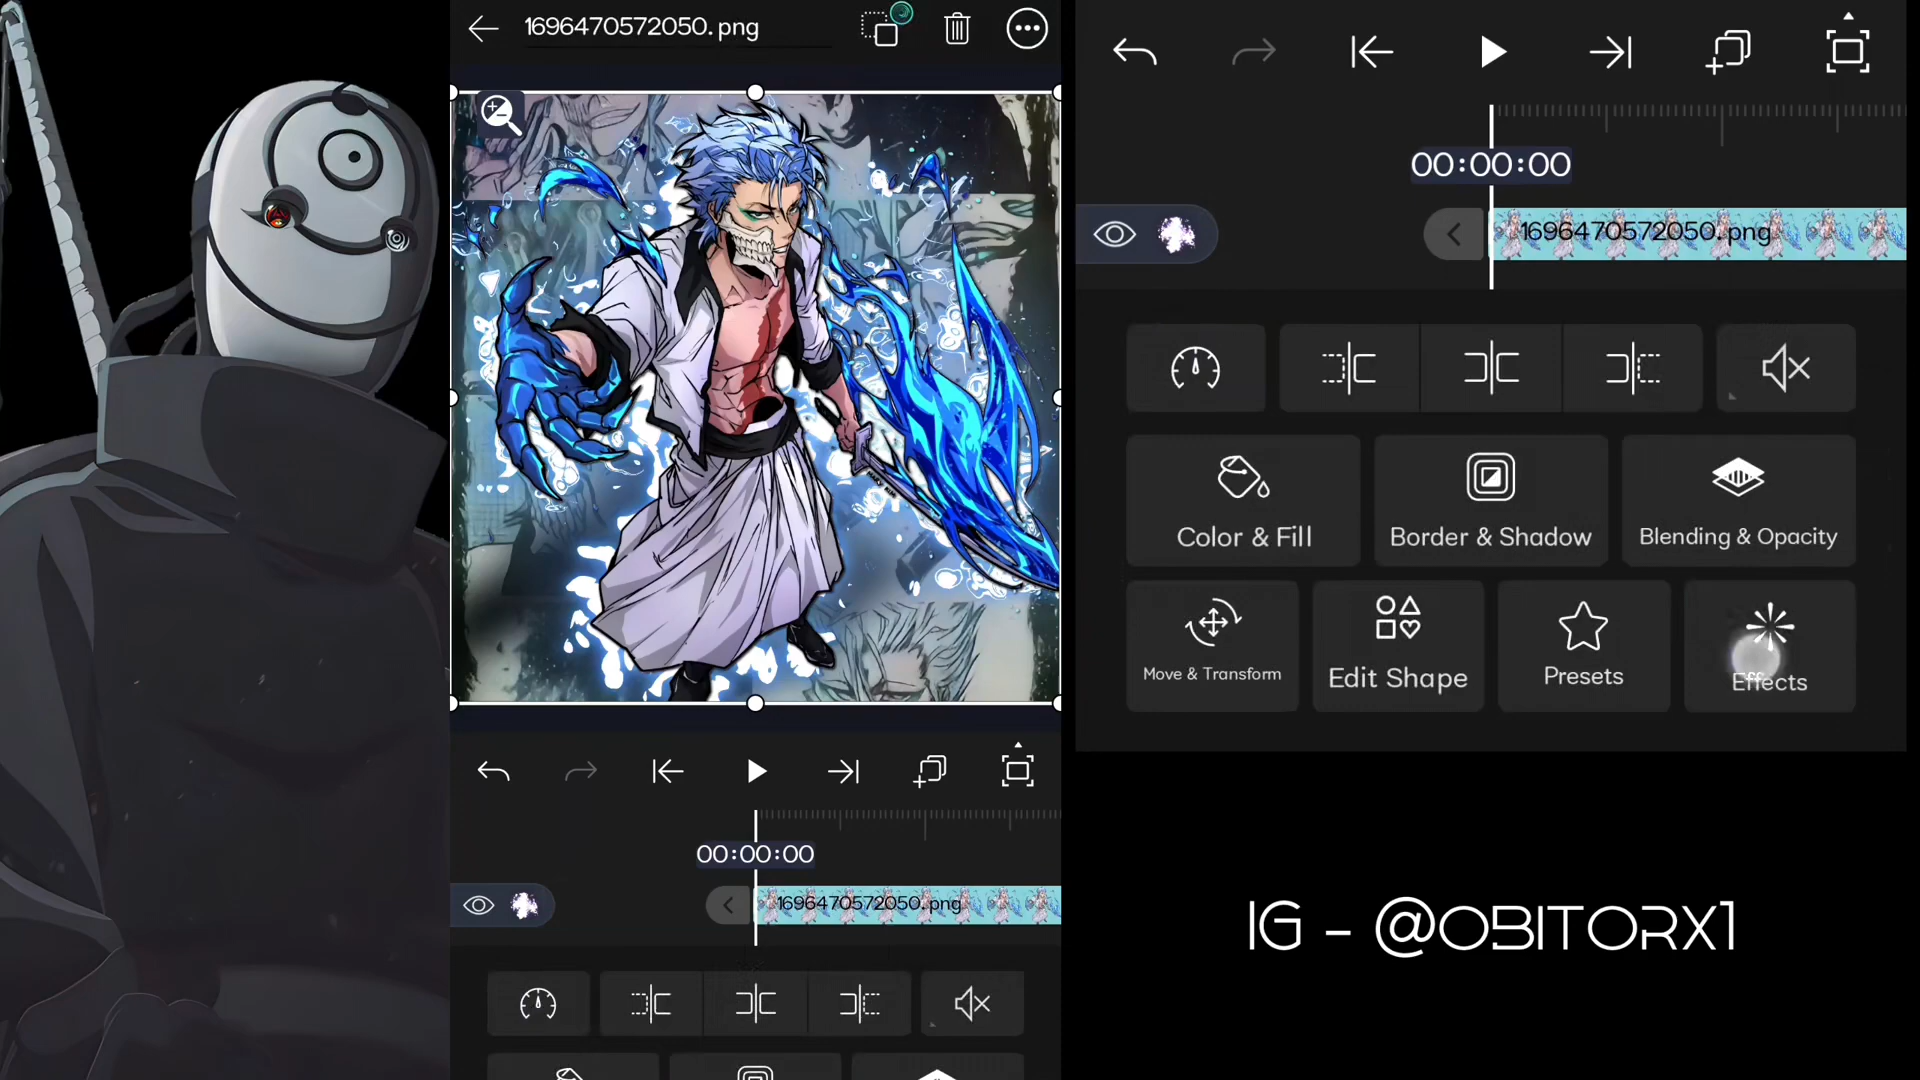 1696470572050.png
00:00:00
1696470572050.png
00:00:00
1696470572050.png
Color & Fill
Border & Shadow
Blending & Opacity
Move & Transform
Edit Shape
Presets
Effects
IG - @OBITORX1